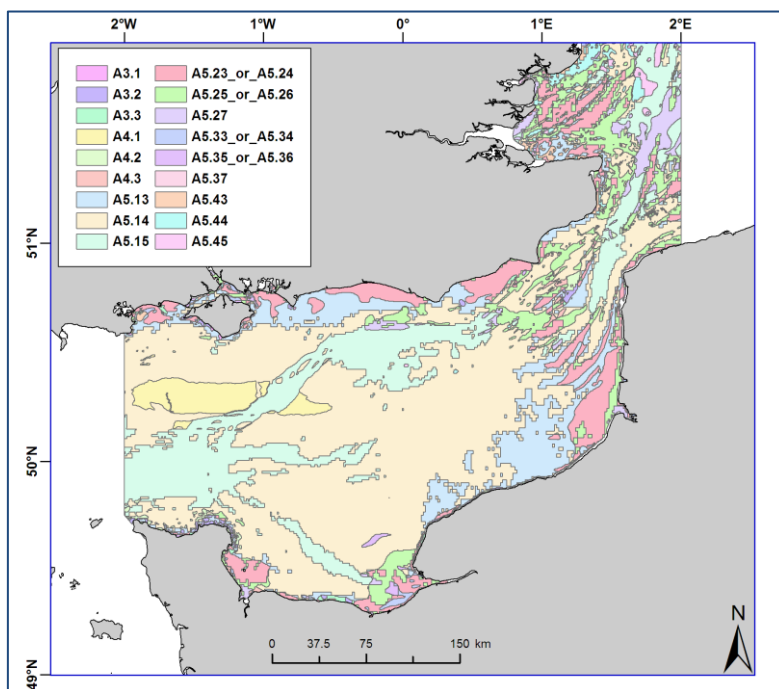 2°W 1°W 0° 1°E 2°E
A3.1 A5.23_or_A5.24
A3.2 A5.25_or_A5.26
A3.3 A5.27
A4.1 A5.33_or_A5.34
A4.2 A5.35_or_A5.36
A4.3 A5.37
A5.13 A5.43
A5.14 A5.44
A5.15 A5.45
51°N
50°N
49°N
N
0 37.5 75 150 km